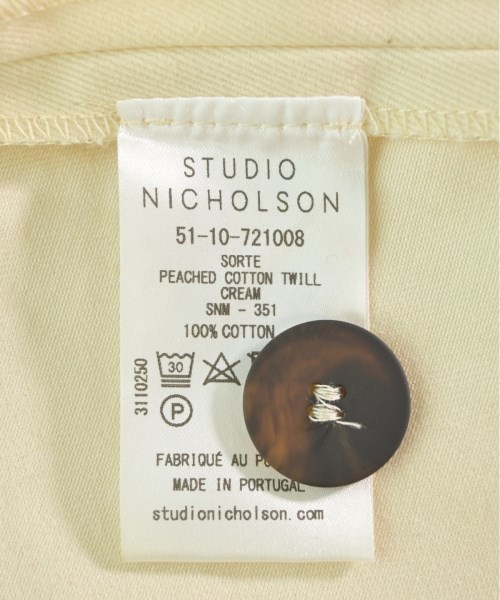 STUDIO
NICHOLSON
51-10-721008
SORTE
PEACHED COTTON TWILL
CREAM
SNM - 351
100% COTTON
30
P
3110250
FABRIQUÉ AU
MADE IN PORTUGAL
studionicholson.com